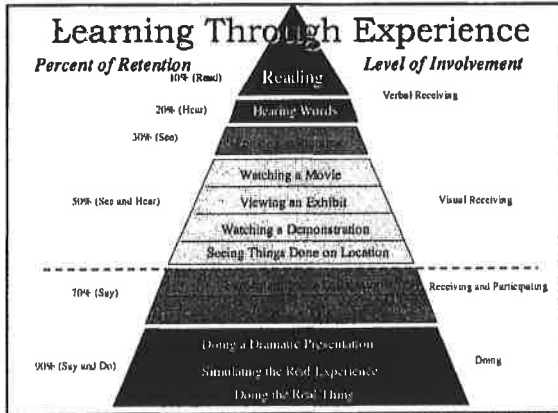 Learning Through Experience
Percent of Retention
Level of Involvement
10% (Read)
Reading
Verbal Receiving
20% (Hear)
Hearing Words
30% (See)
Watching a Movie
50% (See and Hear)
Viewing an Exhibit
Visual Receiving
Watching a Demonstration
Seeing Things Done on Location
70% (Say)
Receiving and Participating
Doing a Dramatic Presentation
90% (Say and Do)
Simulating the Real Experience
Doing
Doing the Real Thing